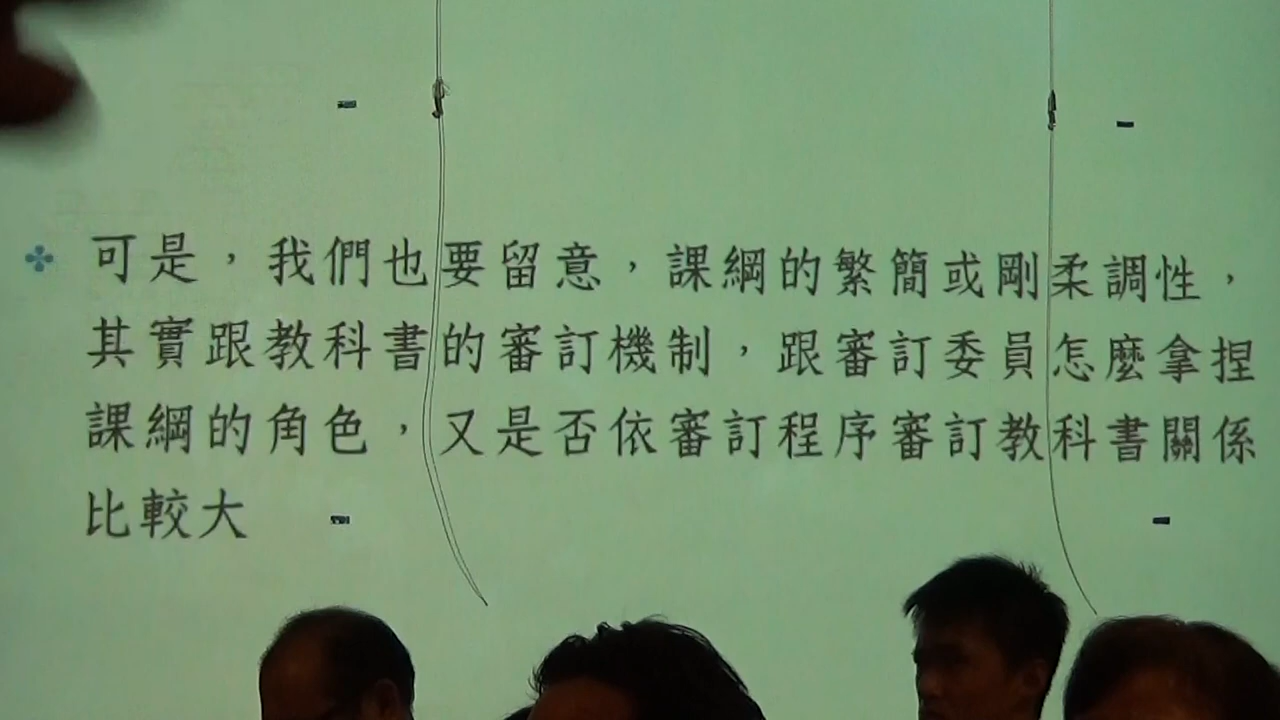 可是，我們也要留意，課綱的繁簡或剛柔調性，
其實跟教科書的審訂機制，跟審訂委員怎麼拿捏
課綱的角色，又是否依審訂程序審訂教科書關係
比較大